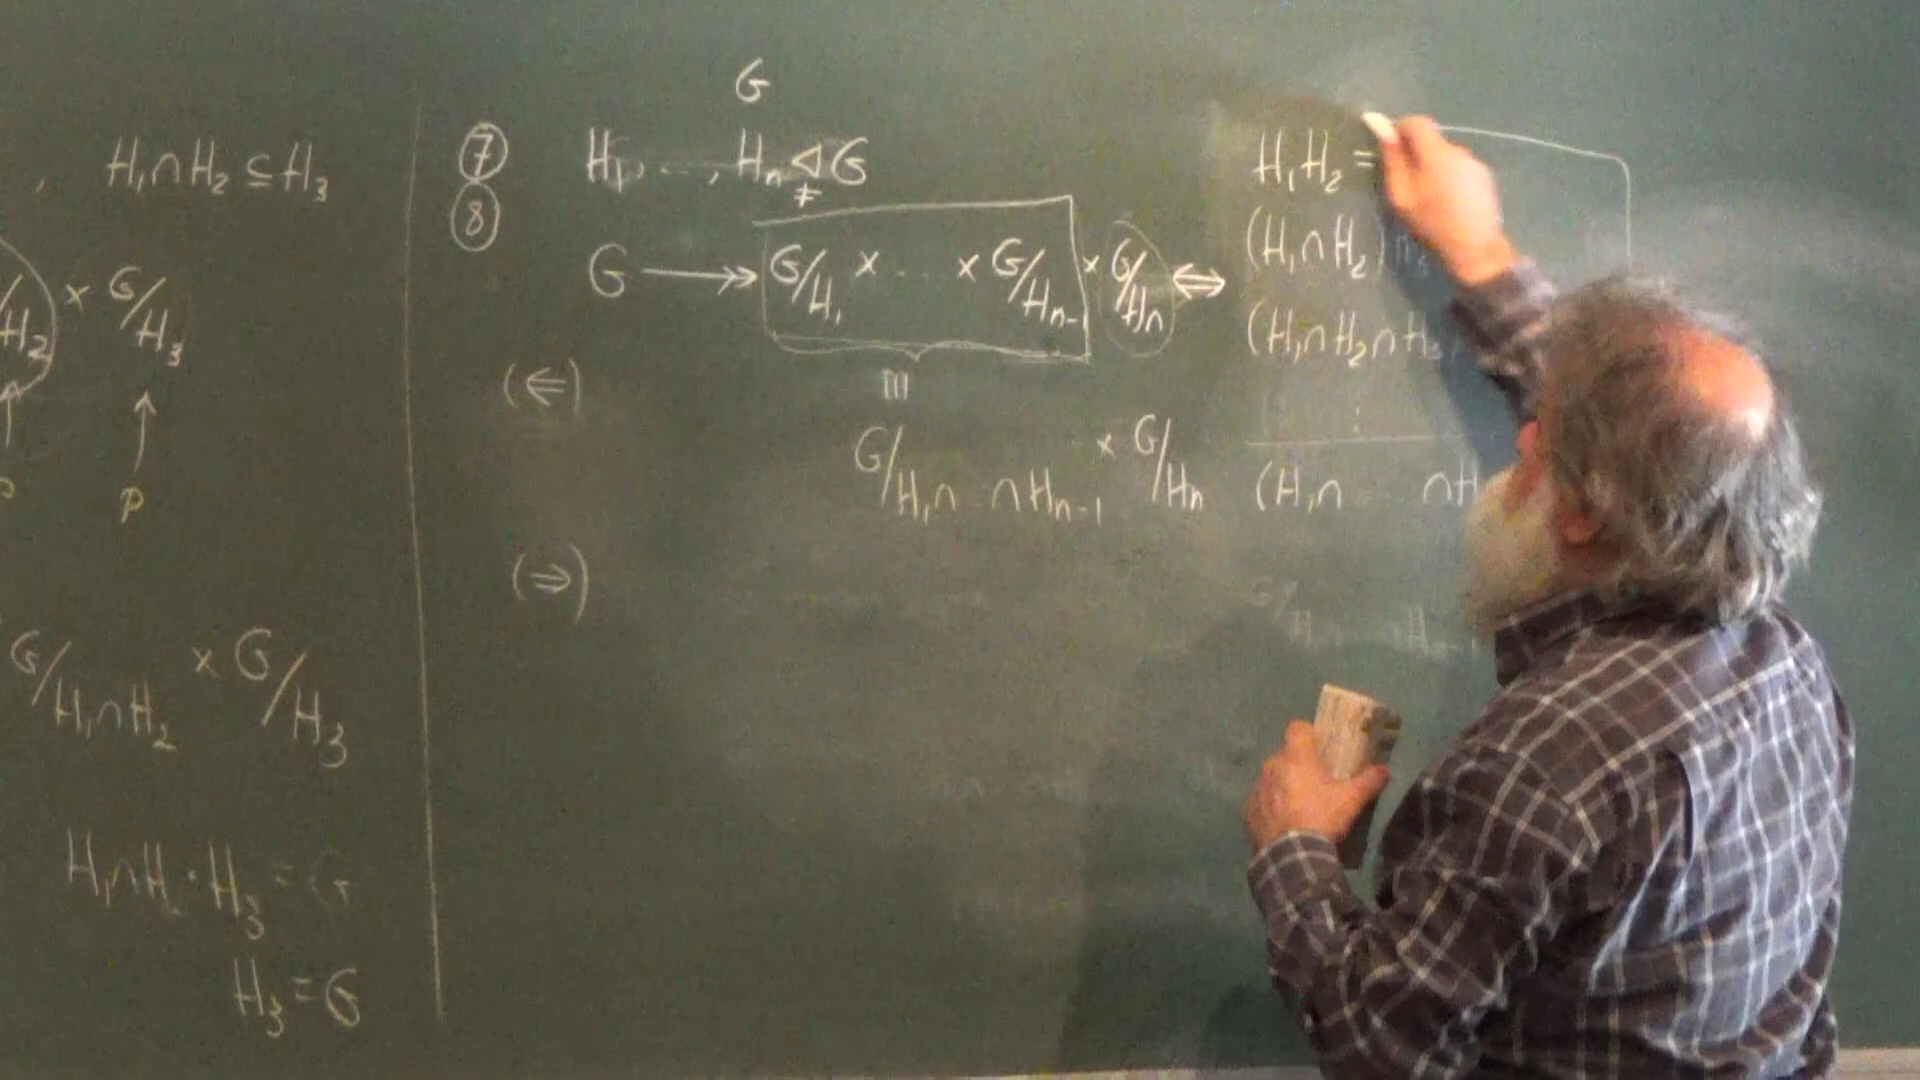 , H₁∩H₂ ⊆ H₃
/H₂ × G/H₃
↑ ↑
p
G/H₁∩H₂ × G/H₃
H₁∩H₂ · H₃ = G
H₃ = G
G
⑦ H₁, ..., Hₙ ⊴ G
≠
⑧
G ↠ G/H₁ × ... × G/Hₙ₋₁ × G/Hₙ ⇔
(⇐)
G/H₁∩...∩Hₙ₋₁ × G/Hₙ
(⇒)
H₁H₂ =
(H₁∩H₂)
(H₁∩H₂∩H₃
⋮
(H₁∩ ∩H